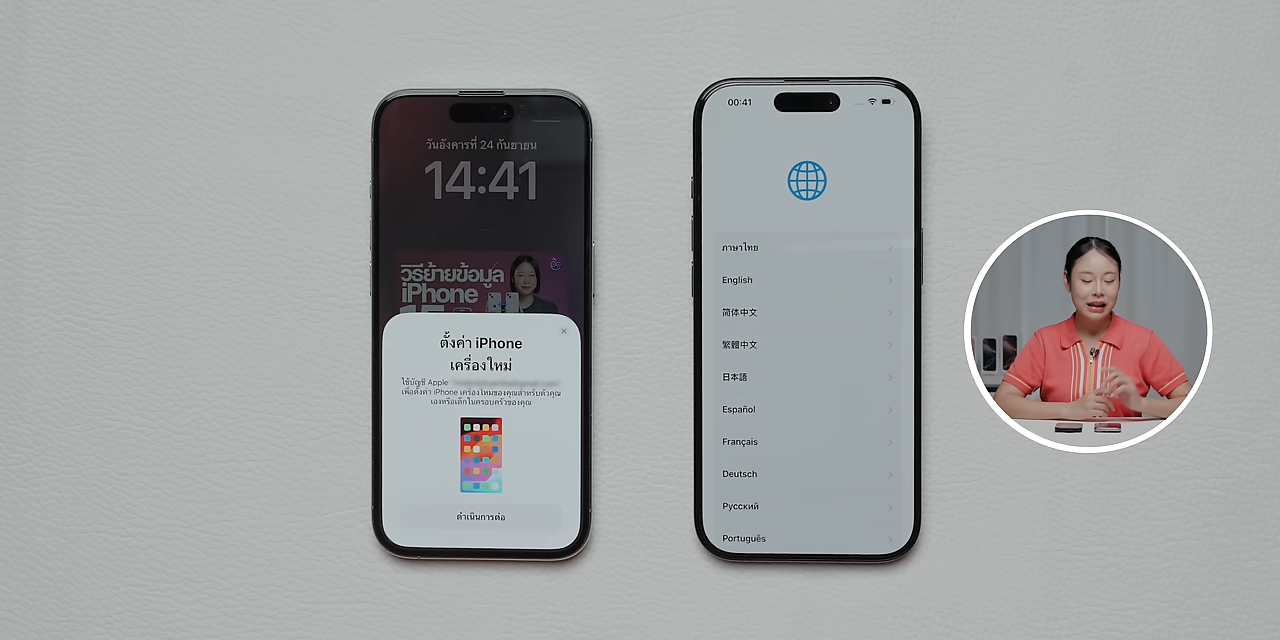 วันอังคารที่ 24 กันยายน
14:41
วิธีย้ายข้อมูล
iPhone
ตั้งค่า iPhone
เครื่องใหม่
ใช้บัญชี Apple
เพื่อตั้งค่า iPhone เครื่องใหม่ของคุณสำหรับตัวคุณ
เองหรือเด็กในครอบครัวของคุณ
ดำเนินการต่อ
00:41
ภาษาไทย
English
简体中文
繁體中文
日本語
Español
Français
Deutsch
Русский
Português